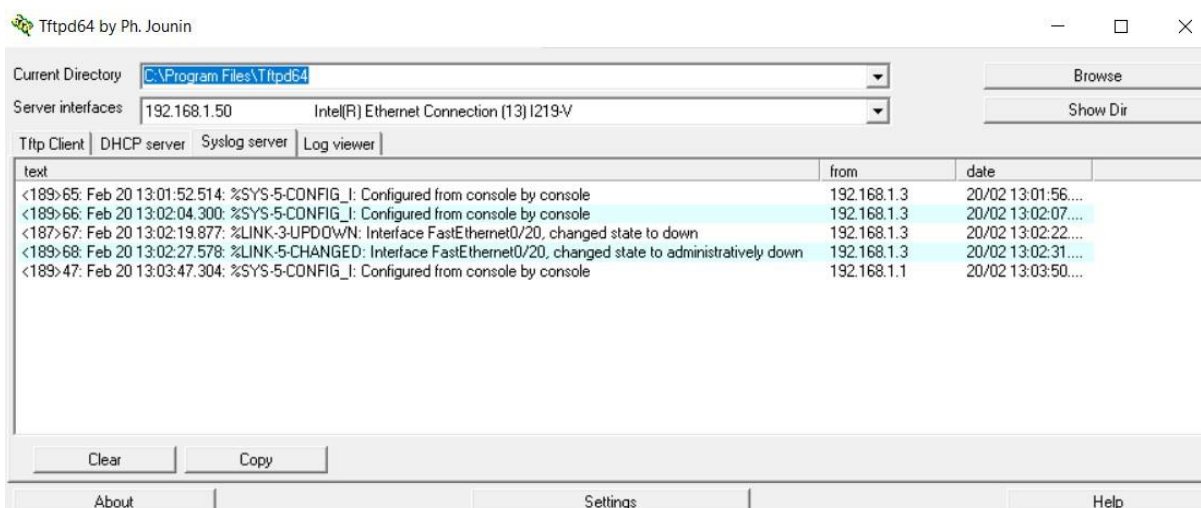 Tftpd64 by Ph. Jounin
Current Directory C:\Program Files\Tftpd64 Browse
Server interfaces 192.168.1.50 Intel(R) Ethernet Connection (13) I219-V Show Dir
Tftp Client DHCP server Syslog server Log viewer
text from date
<189>65: Feb 20 13:01:52.514: %SYS-5-CONFIG_I: Configured from console by console 192.168.1.3 20/02 13:01:56....
<189>66: Feb 20 13:02:04.300: %SYS-5-CONFIG_I: Configured from console by console 192.168.1.3 20/02 13:02:07....
<187>67: Feb 20 13:02:19.877: %LINK-3-UPDOWN: Interface FastEthernet0/20, changed state to down 192.168.1.3 20/02 13:02:22....
<189>68: Feb 20 13:02:27.578: %LINK-5-CHANGED: Interface FastEthernet0/20, changed state to administratively down 192.168.1.3 20/02 13:02:31....
<189>47: Feb 20 13:03:47.304: %SYS-5-CONFIG_I: Configured from console by console 192.168.1.1 20/02 13:03:50....
Clear Copy
About Settings Help